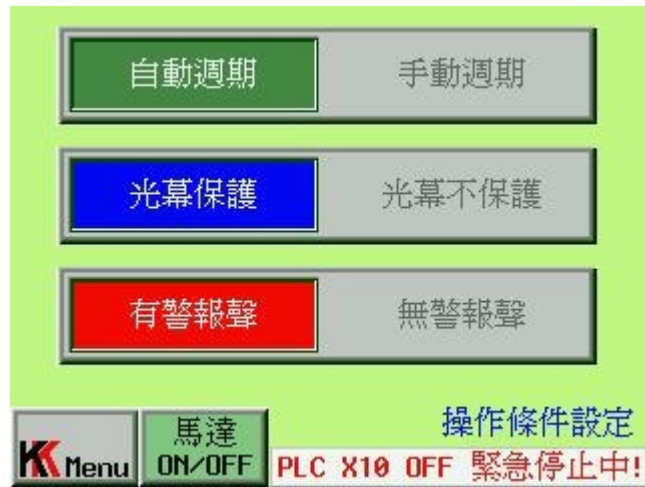 自動週期 手動週期
光幕保護 光幕不保護
有警報聲 無警報聲
操作條件設定
KK Menu
馬達
ON/OFF
PLC X10 OFF 緊急停止中!